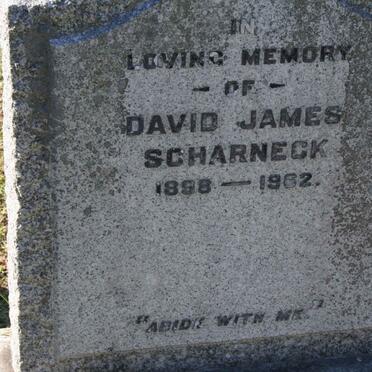 IN
LOVING MEMORY
- OF -
DAVID JAMES
SCHARNECK
1898 — 1962.
"ABIDE WITH ME."